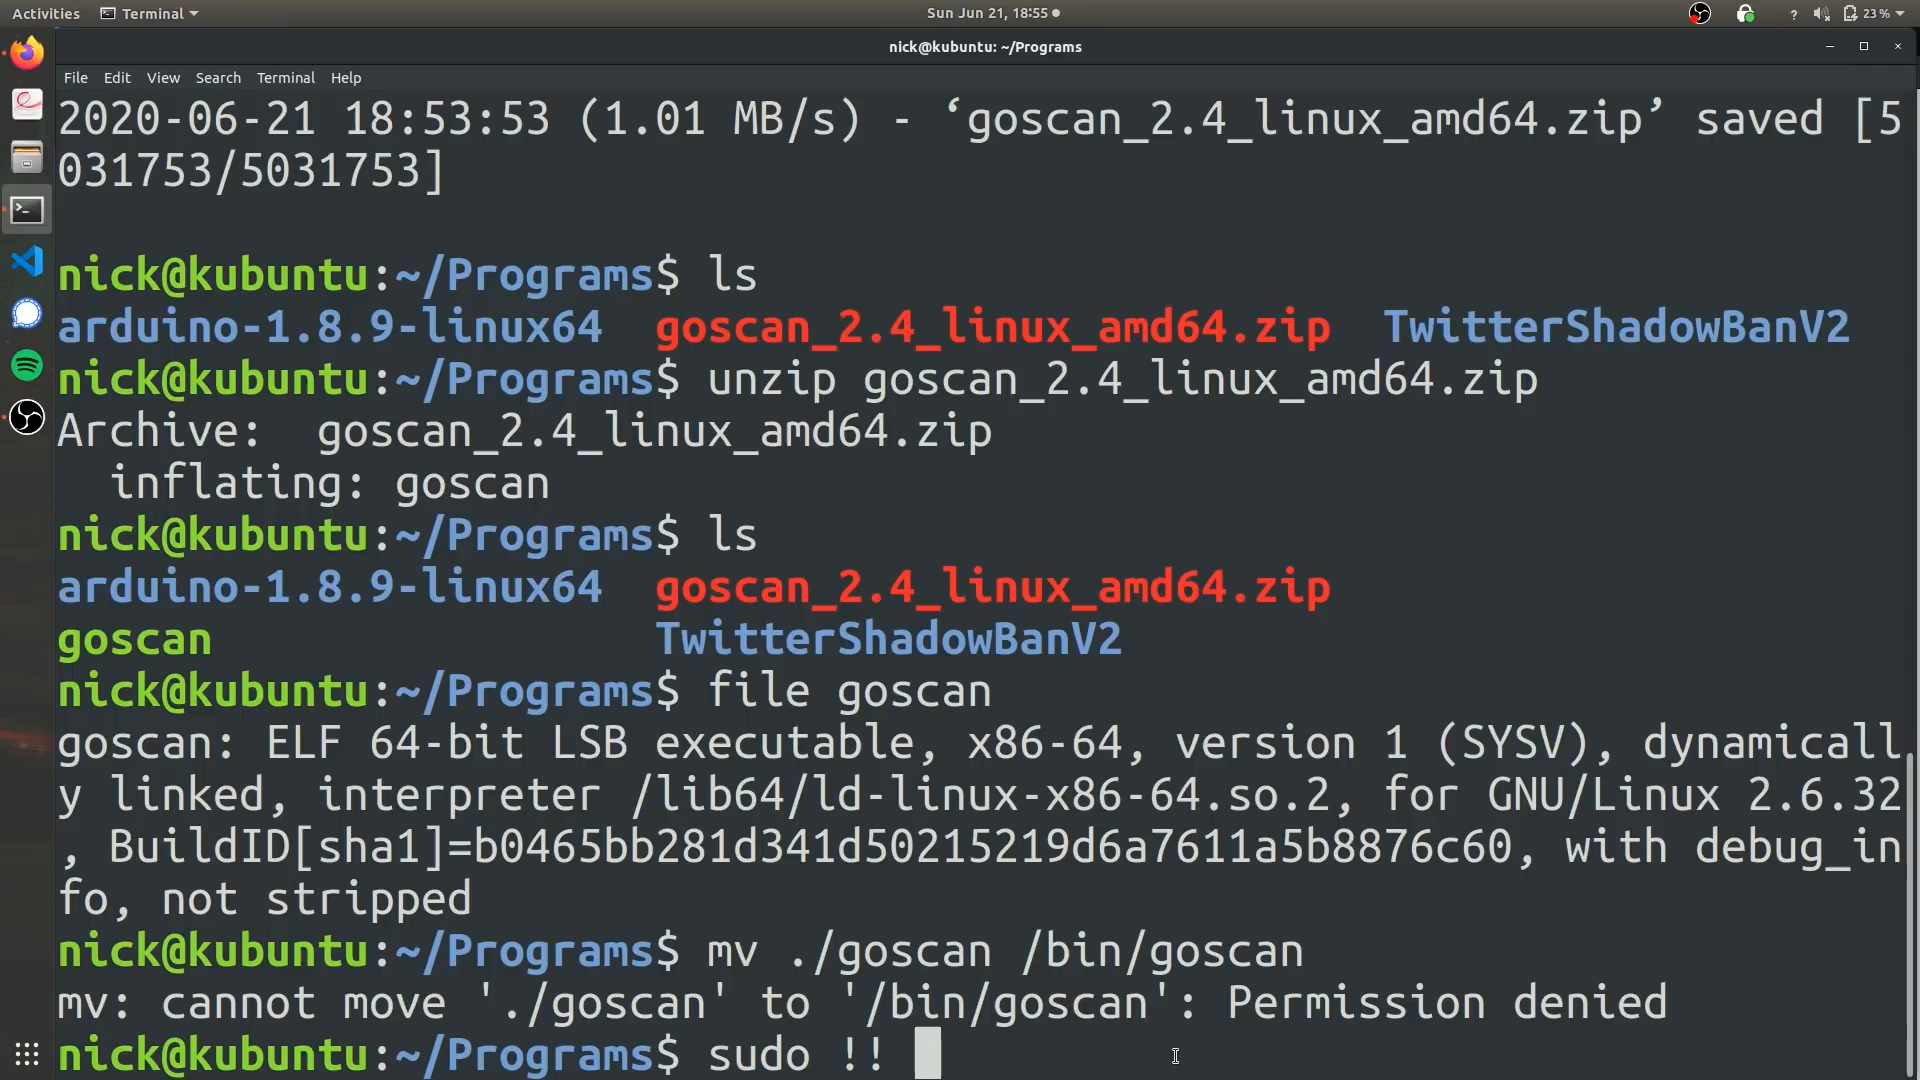 Activities Terminal Sun Jun 21, 18:55 ? 23%
nick@kubuntu: ~/Programs
File Edit View Search Terminal Help
2020-06-21 18:53:53 (1.01 MB/s) - ‘goscan_2.4_linux_amd64.zip’ saved [5
031753/5031753]
nick@kubuntu:~/Programs$ ls
arduino-1.8.9-linux64 goscan_2.4_linux_amd64.zip TwitterShadowBanV2
nick@kubuntu:~/Programs$ unzip goscan_2.4_linux_amd64.zip
Archive: goscan_2.4_linux_amd64.zip
inflating: goscan
nick@kubuntu:~/Programs$ ls
arduino-1.8.9-linux64 goscan_2.4_linux_amd64.zip
goscan TwitterShadowBanV2
nick@kubuntu:~/Programs$ file goscan
goscan: ELF 64-bit LSB executable, x86-64, version 1 (SYSV), dynamicall
y linked, interpreter /lib64/ld-linux-x86-64.so.2, for GNU/Linux 2.6.32
, BuildID[sha1]=b0465bb281d341d50215219d6a7611a5b8876c60, with debug_in
fo, not stripped
nick@kubuntu:~/Programs$ mv ./goscan /bin/goscan
mv: cannot move './goscan' to '/bin/goscan': Permission denied
nick@kubuntu:~/Programs$ sudo !!